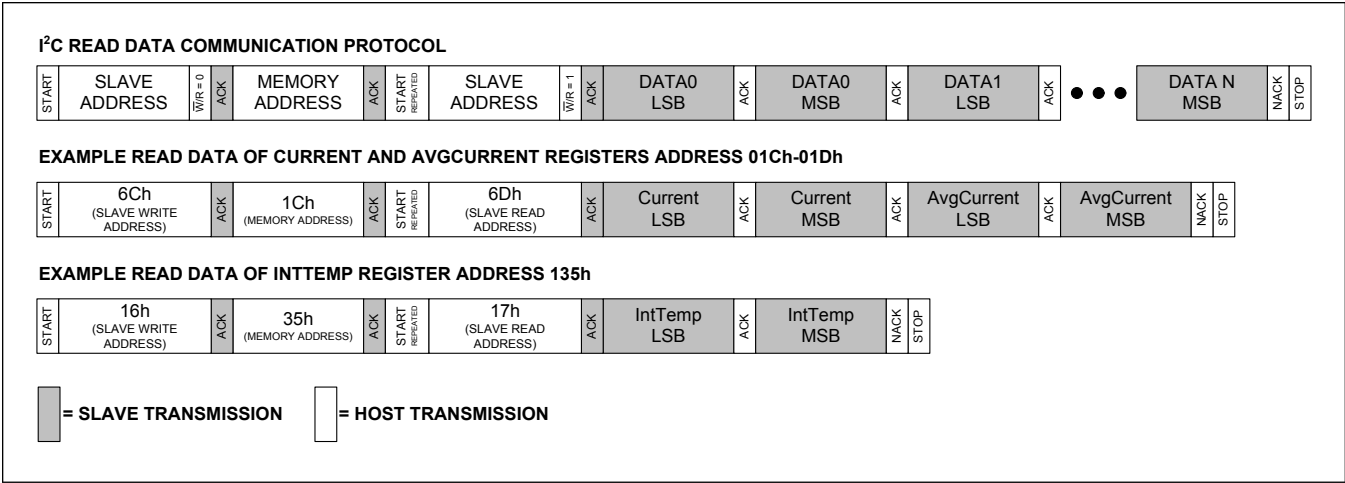 I²C READ DATA COMMUNICATION PROTOCOL
START SLAVE ADDRESS W̅/R = 0 ACK MEMORY ADDRESS ACK START REPEATED SLAVE ADDRESS W̅/R = 1 ACK DATA0 LSB ACK DATA0 MSB ACK DATA1 LSB ACK ● ● ● DATA N MSB NACK STOP
EXAMPLE READ DATA OF CURRENT AND AVGCURRENT REGISTERS ADDRESS 01Ch-01Dh
START 6Ch (SLAVE WRITE ADDRESS) ACK 1Ch (MEMORY ADDRESS) ACK START REPEATED 6Dh (SLAVE READ ADDRESS) ACK Current LSB ACK Current MSB ACK AvgCurrent LSB ACK AvgCurrent MSB NACK STOP
EXAMPLE READ DATA OF INTTEMP REGISTER ADDRESS 135h
START 16h (SLAVE WRITE ADDRESS) ACK 35h (MEMORY ADDRESS) ACK START REPEATED 17h (SLAVE READ ADDRESS) ACK IntTemp LSB ACK IntTemp MSB NACK STOP
= SLAVE TRANSMISSION = HOST TRANSMISSION